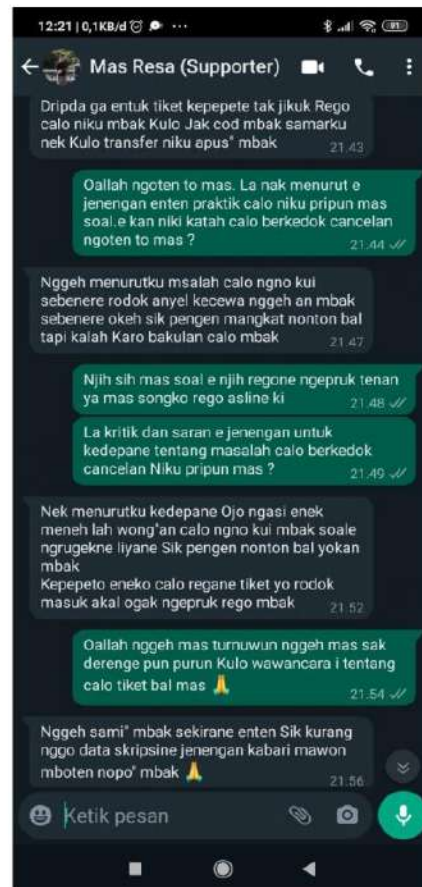 12:21 | 0,1KB/d
91
Mas Resa (Supporter)
Dripda ga entuk tiket kepepete tak jikuk Rego
calo niku mbak Kulo Jak cod mbak samarku
nek Kulo transfer niku apus" mbak
21.43
Oallah ngoten to mas. La nak menurut e
jenengan enten praktik calo niku pripun mas
soal.e kan niki katah calo berkedok cancelan
ngoten to mas ?
21.44
Nggeh menurutku msalah calo ngno kui
sebenere rodok anyel kecewa nggeh an mbak
sebenere okeh sik pengen mangkat nonton bal
tapi kalah Karo bakulan calo mbak
21.47
Njih sih mas soal e njih regone ngepruk tenan
ya mas songko rego asline ki
21.48
La kritik dan saran e jenengan untuk
kedepane tentang masalah calo berkedok
cancelan Niku pripun mas ?
21.49
Nek menurutku kedepane Ojo ngasi enek
meneh lah wong"an calo ngno kui mbak soale
ngrugekne liyane Sik pengen nonton bal yokan
mbak
Kepepeto eneko calo regane tiket yo rodok
masuk akal ogak ngepruk rego mbak
21.52
Oallah nggeh mas turnuwun nggeh mas sak
derenge pun purun Kulo wawancara i tentang
calo tiket bal mas 🙏
21.54
Nggeh sami" mbak sekirane enten Sik kurang
nggo data skripsine jenengan kabari mawon
mboten nopo" mbak 🙏
21.56
Ketik pesan